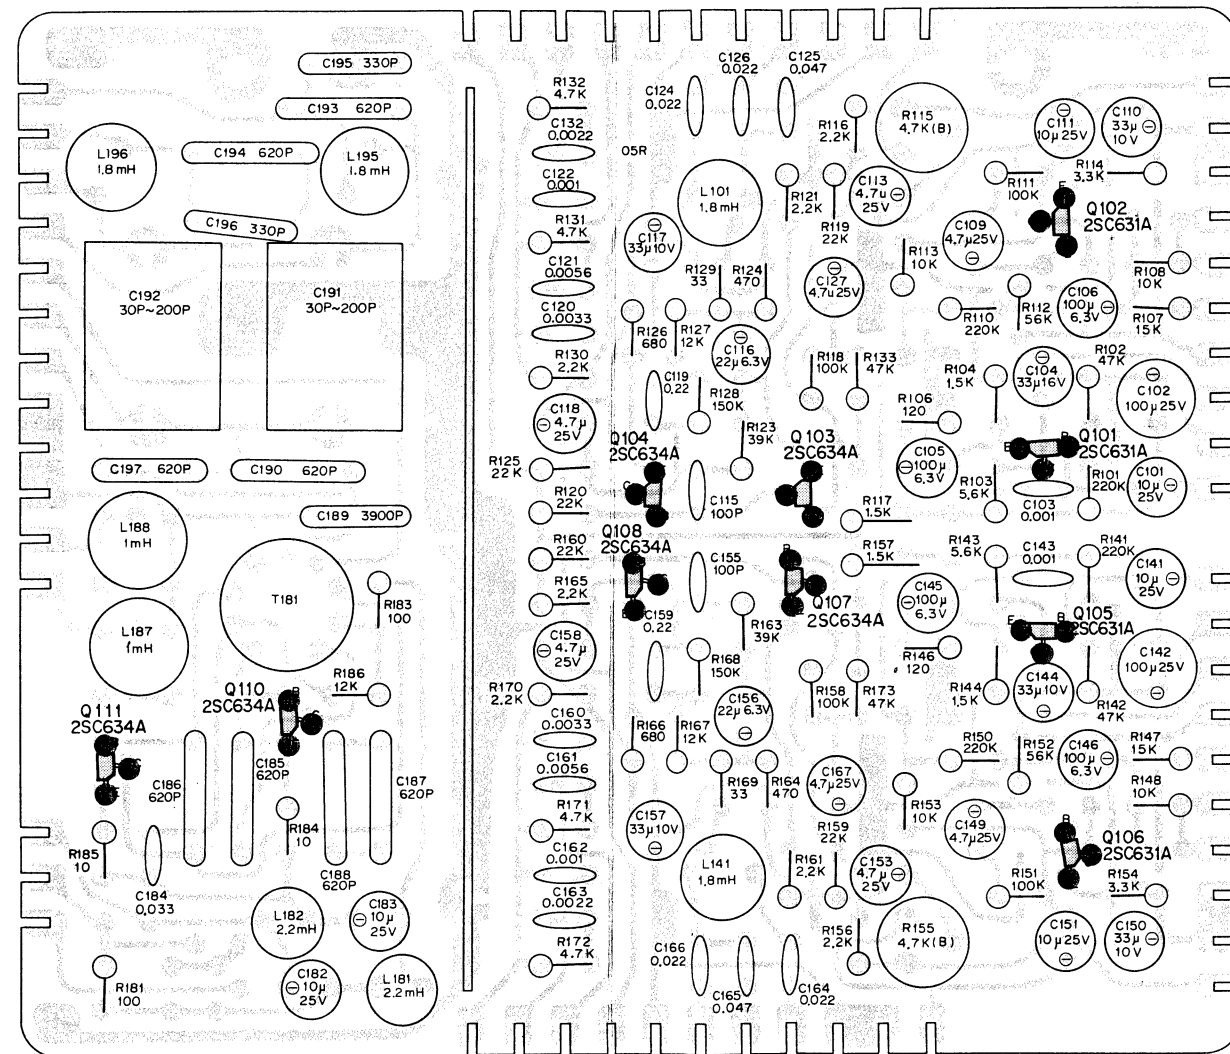 C195 330P
C193 620P
C194 620P
L196
1.8 mH
L195
1.8 mH
C196 330P
C192
30P~200P
C191
30P~200P
C197 620P
C190 620P
C189 3900P
L188
1mH
L187
1mH
T181
R183
100
R186
12K
Q110
2SC634A
Q111
2SC634A
C186
620P
C185
620P
C187
620P
R184
10
R185
10
C184
0.033
C188
620P
L182
2.2mH
C183
10μ
25V
R181
100
C182
10μ
25V
L181
2.2mH
R132
4.7K
C132
0.0022
C122
0.001
R131
4.7K
C121
0.0056
C120
0.0033
R130
2.2K
C118
4.7μ
25V
R125
22K
R120
22K
R160
22K
R165
2.2K
C158
4.7μ
25V
R170
2.2K
C160
0.0033
C161
0.0056
R171
4.7K
C162
0.001
C163
0.0022
R172
4.7K
C126
0.022
C125
0.047
C124
0.022
05R
L101
1.8mH
C117
33μ10V
R116
2.2K
R115
4.7K(B)
R121
2.2K
R119
22K
C113
4.7u
25V
R129
33
R124
470
C127
4.7u25V
R126
680
R127
12K
C116
22μ6.3V
C119
0.22
R128
150K
R123
39K
R118
100K
R133
47K
Q104
2SC634A
Q103
2SC634A
C115
100P
R117
1.5K
Q108
2SC634A
C155
100P
R157
1.5K
Q107
2SC634A
C159
0.22
R163
39K
R168
150K
R158
100K
R173
47K
C156
22μ6.3V
R166
680
R167
12K
R169
33
R164
470
C167
4.7μ25V
C157
33μ10V
R159
22K
L141
1.8mH
R161
2.2K
C153
4.7μ
25V
R156
2.2K
R155
4.7K(B)
C166
0.022
C165
0.047
C164
0.022
C111
10μ25V
C110
33μ
10V
R111
100K
R114
3.3K
E
Q102
2SC631A
C109
4.7μ25V
R113
10K
R108
10K
R110
220K
R112
56K
C106
100μ
6.3V
R107
15K
R104
1.5K
C104
33μ16V
R102
47K
C102
100μ25V
R106
120
Q101
2SC631A
E
B
C105
100μ
6.3V
R103
5.6K
C103
0.001
R101
220K
C101
10μ
25V
R143
5.6K
C143
0.001
R141
220K
C141
10μ
25V
C145
100μ
6.3V
Q105
2SC631A
E
B
R146
120
C142
100μ25V
R144
1.5K
C144
33μ10V
R142
47K
R150
220K
R152
56K
C146
100μ
6.3V
R147
15K
R153
10K
R148
10K
C149
4.7μ25V
B
Q106
2SC631A
R151
100K
R154
3.3K
C151
10μ25V
C150
33μ
10V